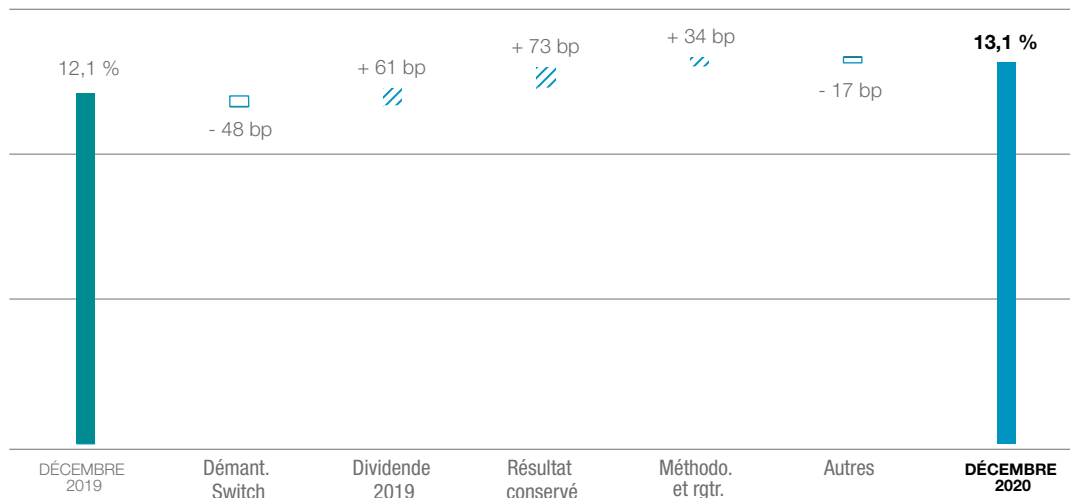 12,1 %
- 48 bp
+ 61 bp
+ 73 bp
+ 34 bp
- 17 bp
13,1 %
DÉCEMBRE
2019
Démant.
Switch
Dividende
2019
Résultat
conservé
Méthodo.
et rgtr.
Autres
DÉCEMBRE
2020